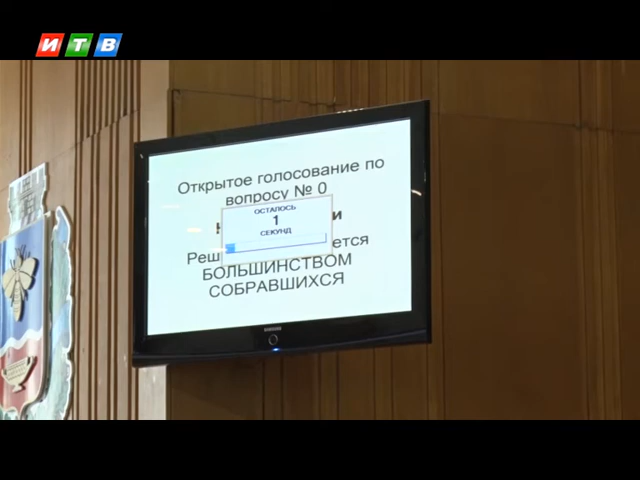 ИТВ
Открытое голосование по
вопросу № 0
ОСТАЛОСЬ
1
СЕКУНД
БОЛЬШИНСТВОМ
СОБРАВШИХСЯ
SAMSUNG